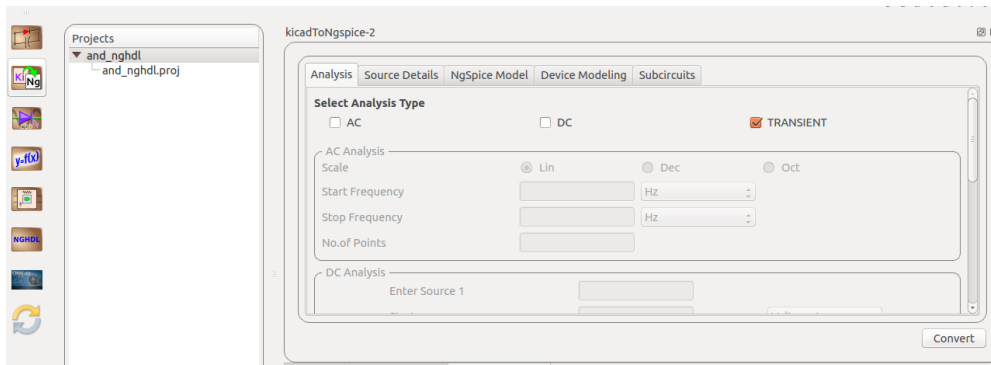 kicadToNgspice-2
Projects
and_nghdl
and_nghdl.proj
Ki
Ng
y=f(x)
NGHDL
Analysis Source Details NgSpice Model Device Modeling Subcircuits
Select Analysis Type
AC DC TRANSIENT
AC Analysis
Scale Lin Dec Oct
Start Frequency Hz
Stop Frequency Hz
No.of Points
DC Analysis
Enter Source 1
Convert